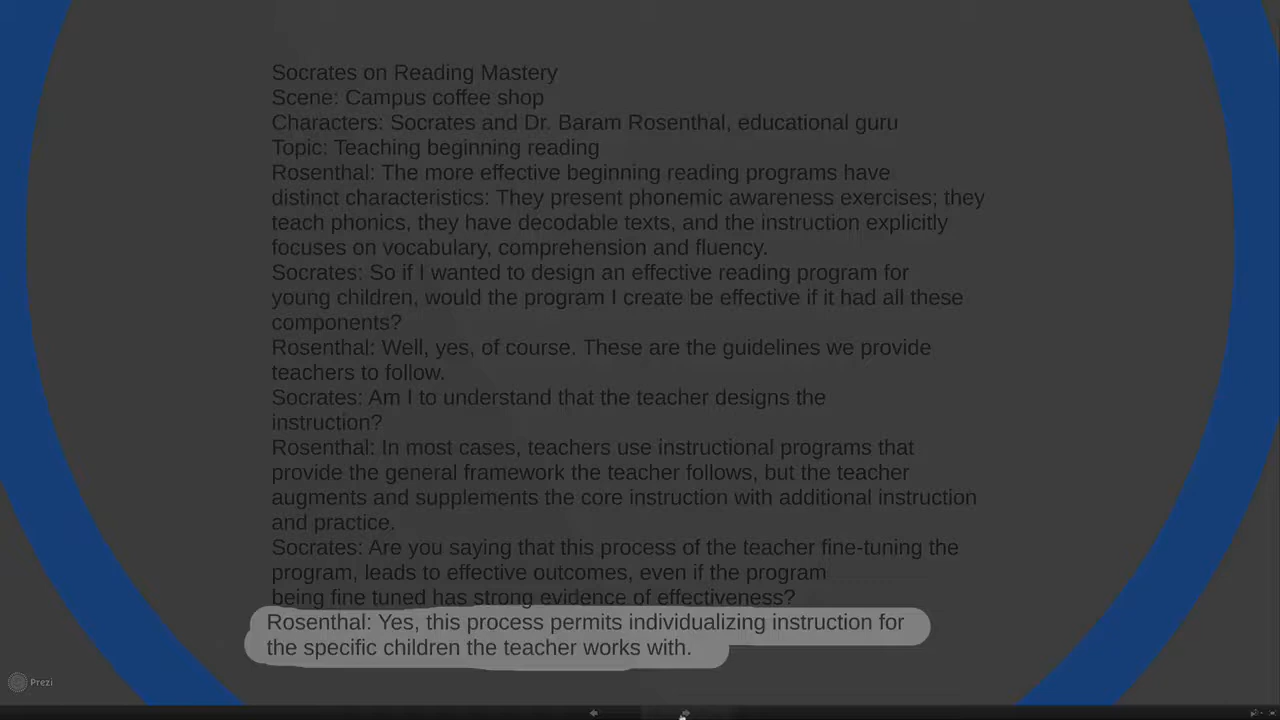 Socrates on Reading Mastery
Scene: Campus coffee shop
Characters: Socrates and Dr. Baram Rosenthal, educational guru
Topic: Teaching beginning reading
Rosenthal: The more effective beginning reading programs have
distinct characteristics: They present phonemic awareness exercises; they
teach phonics, they have decodable texts, and the instruction explicitly
focuses on vocabulary, comprehension and fluency.
Socrates: So if I wanted to design an effective reading program for
young children, would the program I create be effective if it had all these
components?
Rosenthal: Well, yes, of course. These are the guidelines we provide
teachers to follow.
Socrates: Am I to understand that the teacher designs the
instruction?
Rosenthal: In most cases, teachers use instructional programs that
provide the general framework the teacher follows, but the teacher
augments and supplements the core instruction with additional instruction
and practice.
Socrates: Are you saying that this process of the teacher fine-tuning the
program, leads to effective outcomes, even if the program
being fine tuned has strong evidence of effectiveness?
Rosenthal: Yes, this process permits individualizing instruction for
the specific children the teacher works with.
Prezi